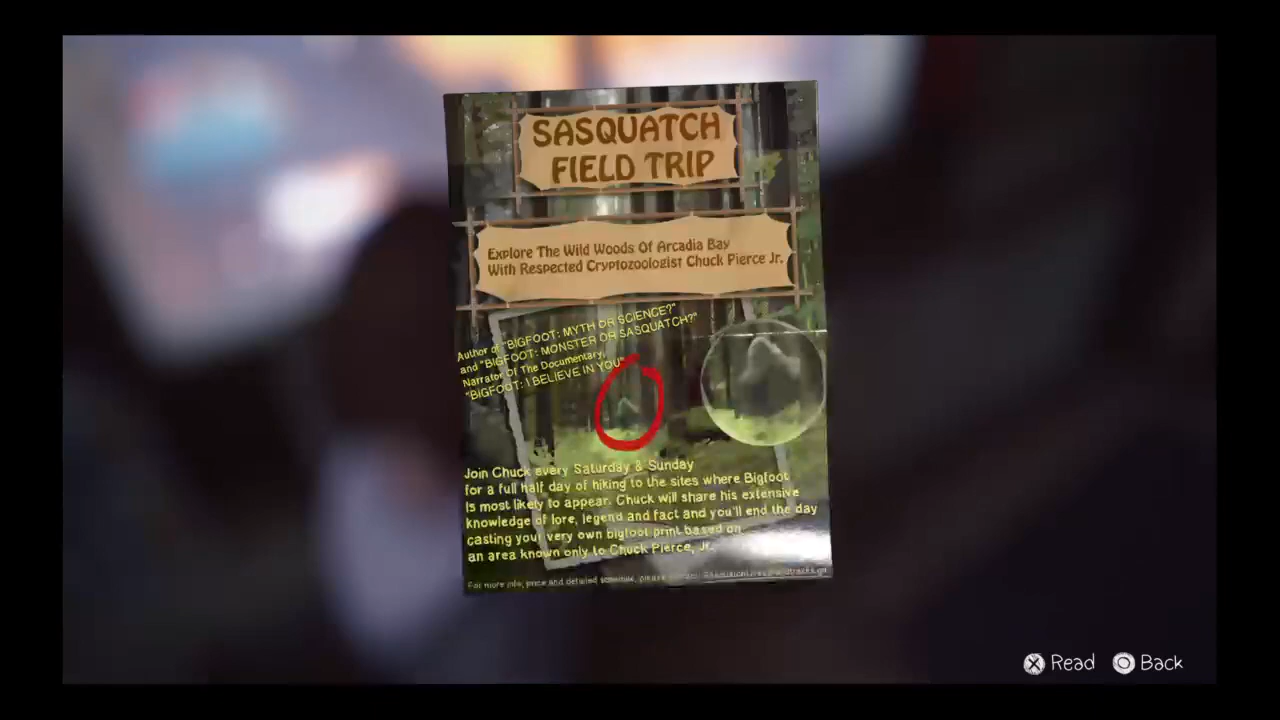 SASQUATCH
FIELD TRIP
Explore The Wild Woods Of Arcadia Bay
With Respected Cryptozoologist Chuck Pierce Jr.
Author of "BIGFOOT: MYTH OR SCIENCE?"
and "BIGFOOT: MONSTER OR SASQUATCH?"
Narrator Of The Documentary,
"BIGFOOT: I BELIEVE IN YOU"
Join Chuck every Saturday & Sunday
for a full half day of hiking to the sites where Bigfoot
is most likely to appear. Chuck will share his extensive
knowledge of lore, legend and fact and you'll end the day
casting your very own bigfoot print based on
an area known only to Chuck Pierce, Jr.
For more info, price and detailed schedule, please
Read
Back